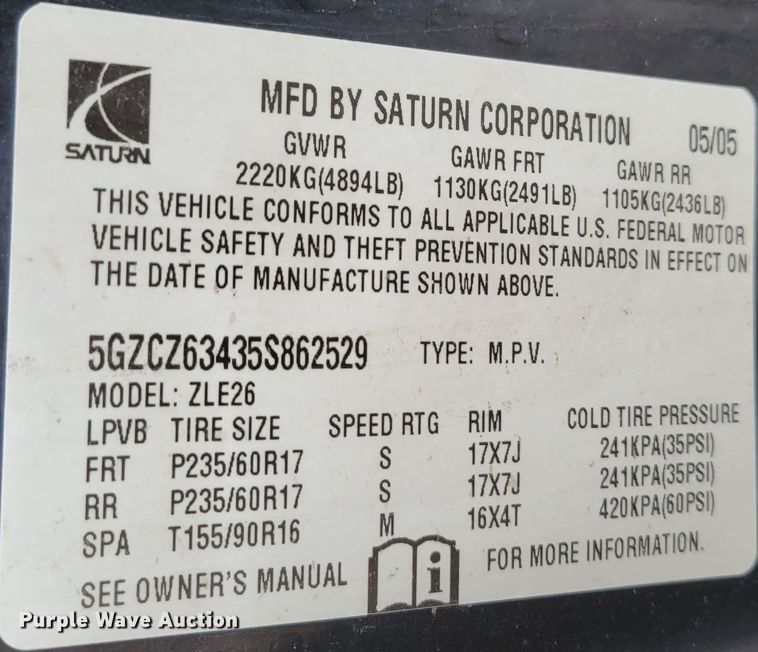 SATURN
MFD BY SATURN CORPORATION 05/05
GVWR GAWR FRT GAWR RR
2220KG(4894LB) 1130KG(2491LB) 1105KG(2436LB)
THIS VEHICLE CONFORMS TO ALL APPLICABLE U.S. FEDERAL MOTOR
VEHICLE SAFETY AND THEFT PREVENTION STANDARDS IN EFFECT ON
THE DATE OF MANUFACTURE SHOWN ABOVE.
5GZCZ63435S862529 TYPE: M.P.V.
MODEL: ZLE26
LPVB TIRE SIZE SPEED RTG RIM COLD TIRE PRESSURE
FRT P235/60R17 S 17X7J 241KPA(35PSI)
RR P235/60R17 S 17X7J 241KPA(35PSI)
SPA T155/90R16 M 16X4T 420KPA(60PSI)
SEE OWNER'S MANUAL i FOR MORE INFORMATION.
Purple Wave Auction